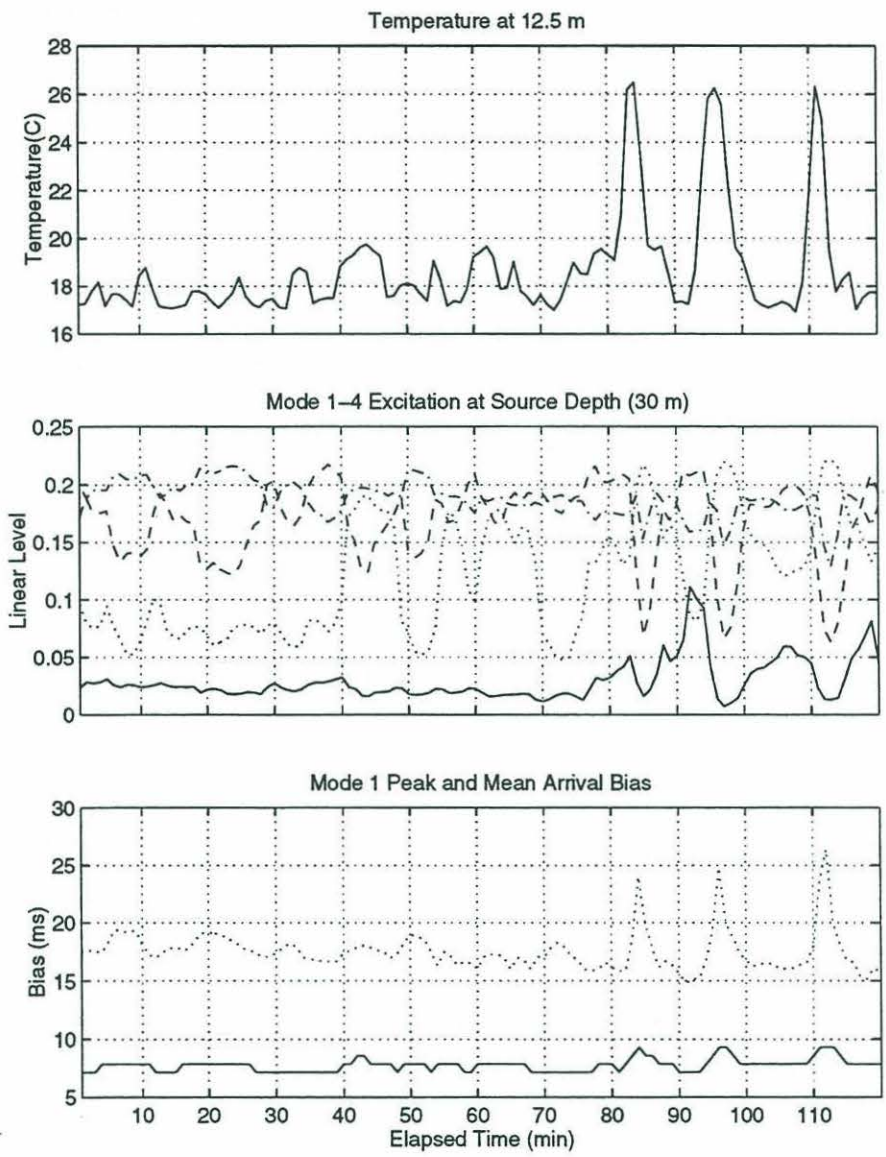 Temperature at 12.5 m
28
26
24
22
20
18
16
Temperature(C)
Mode 1–4 Excitation at Source Depth (30 m)
0.25
0.2
0.15
0.1
0.05
0
Linear Level
Mode 1 Peak and Mean Arrival Bias
30
25
20
15
10
5
Bias (ms)
10 20 30 40 50 60 70 80 90 100 110
Elapsed Time (min)